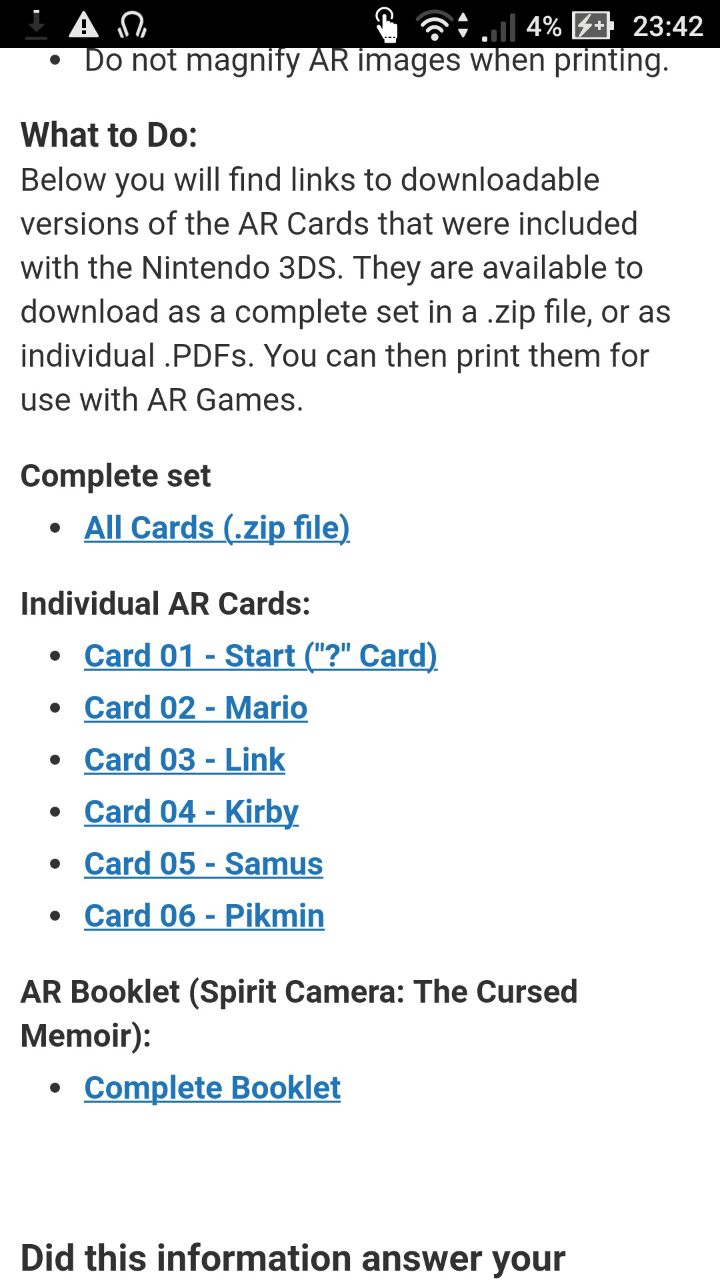 4% 23:42
Do not magnify AR images when printing.
What to Do:
Below you will find links to downloadable
versions of the AR Cards that were included
with the Nintendo 3DS. They are available to
download as a complete set in a .zip file, or as
individual .PDFs. You can then print them for
use with AR Games.
Complete set
All Cards (.zip file)
Individual AR Cards:
Card 01 - Start ("?" Card)
Card 02 - Mario
Card 03 - Link
Card 04 - Kirby
Card 05 - Samus
Card 06 - Pikmin
AR Booklet (Spirit Camera: The Cursed
Memoir):
Complete Booklet
Did this information answer your